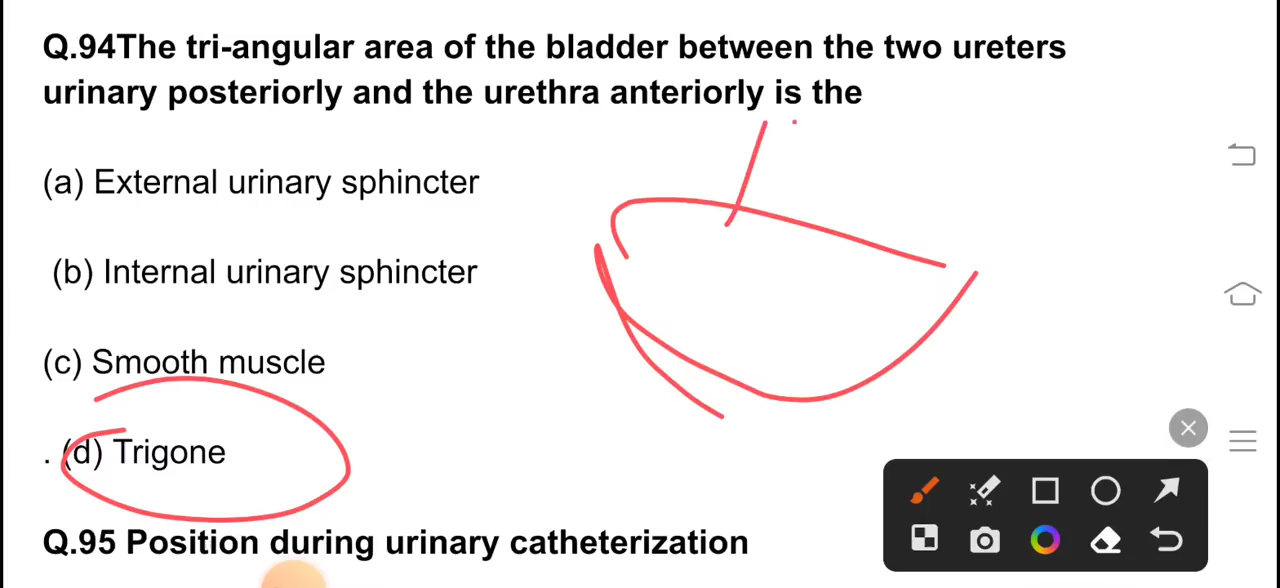 Q.94The tri-angular area of the bladder between the two ureters
urinary posteriorly and the urethra anteriorly is the
(a) External urinary sphincter
(b) Internal urinary sphincter
(c) Smooth muscle
. (d) Trigone
Q.95 Position during urinary catheterization